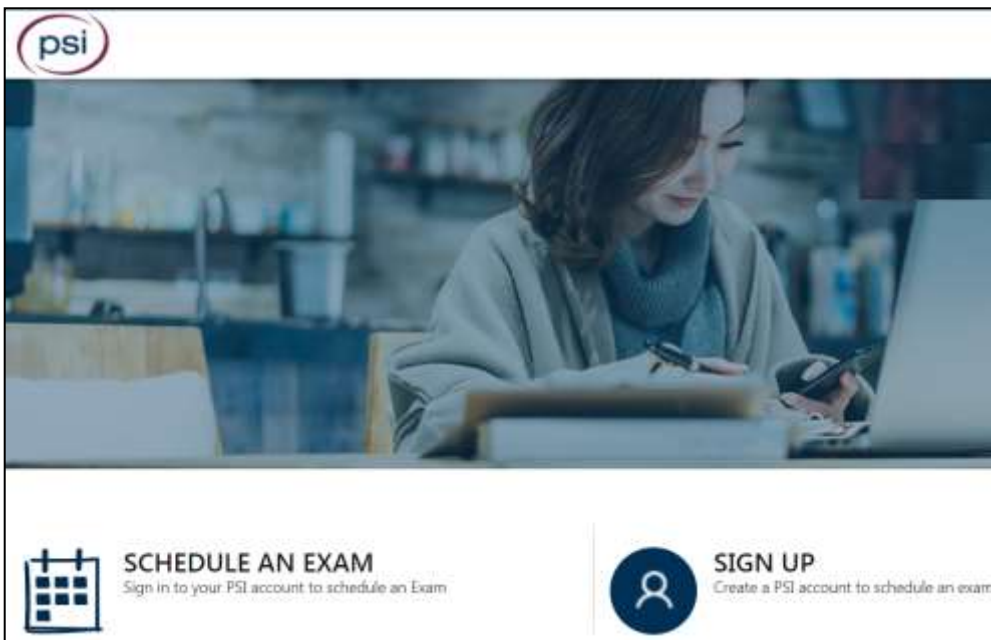 psi
SCHEDULE AN EXAM
Sign in to your PSI account to schedule an Exam
SIGN UP
Create a PSI account to schedule an exam